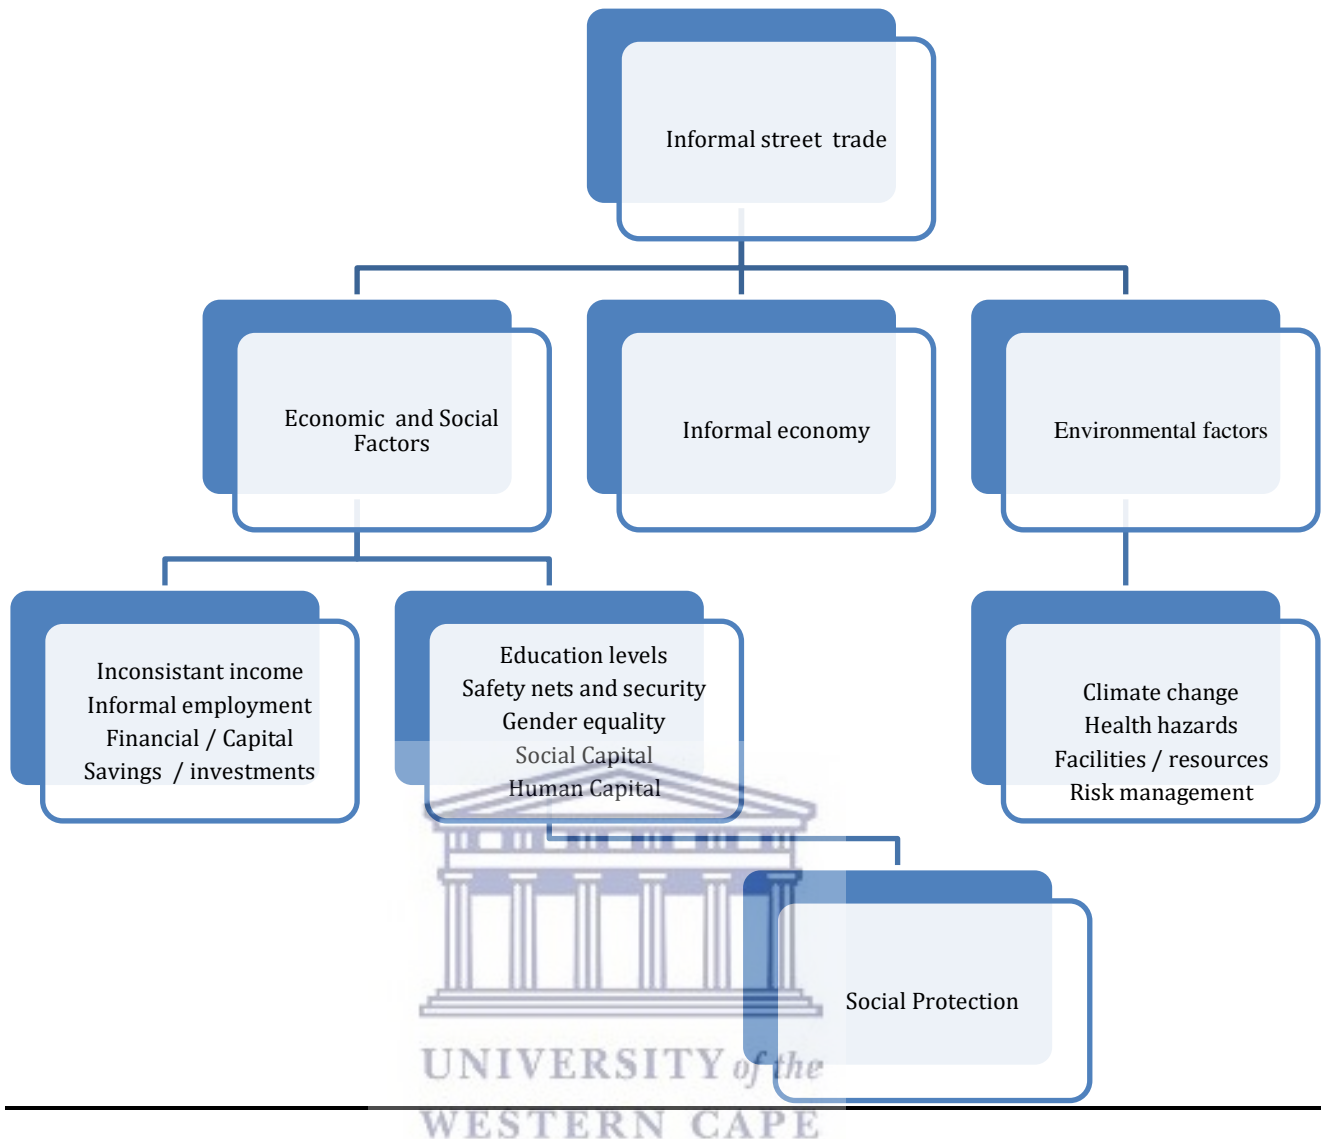 Informal street trade
Economic and Social
Factors
Informal economy
Environmental factors
Inconsistant income
Informal employment
Financial / Capital
Savings / investments
Education levels
Safety nets and security
Gender equality
Social Capital
Human Capital
Climate change
Health hazards
Facilities / resources
Risk management
Social Protection
UNIVERSITY of the
WESTERN CAPE